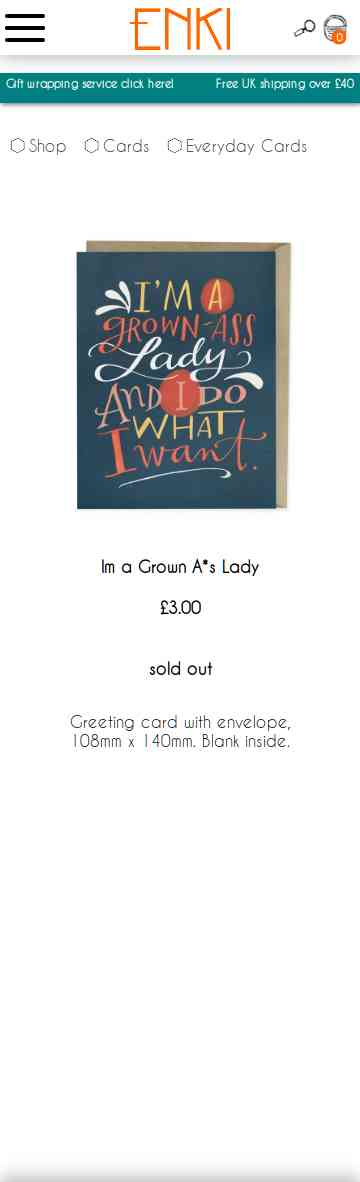 ENKI
0
Gift wrapping service click here! Free UK shipping over £40
Shop Cards Everyday Cards
I'M A
GROWN-ASS
Lady
AND I DO
WHAT
I want.
Im a Grown A*s Lady
£3.00
sold out
Greeting card with envelope,
108mm x 140mm. Blank inside.